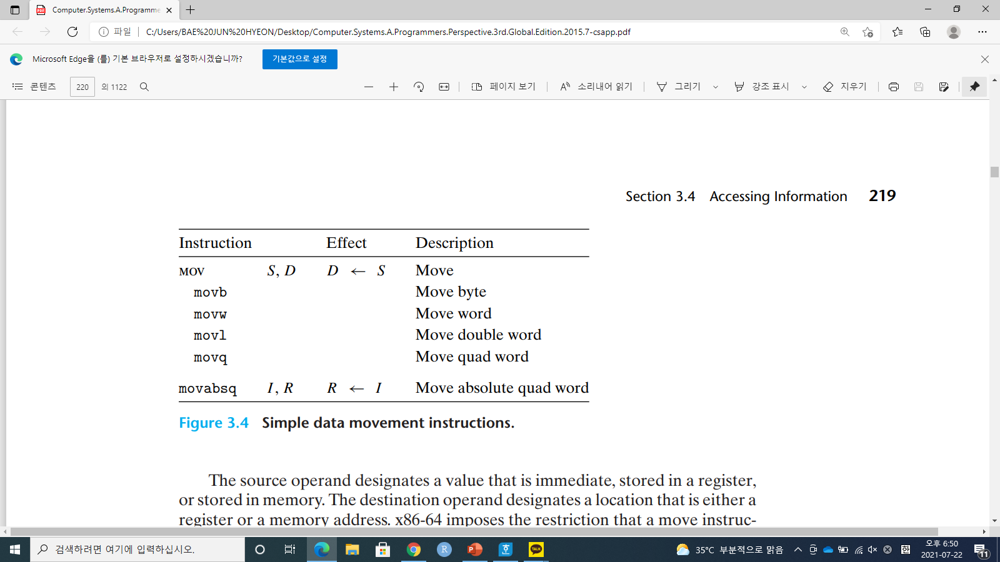 Computer.Systems.A.Programme
파일 C:/Users/BAE%20JUN%20HYEON/Desktop/Computer.Systems.A.Programmers.Perspective.3rd.Global.Edition.2015.7-csapp.pdf
Microsoft Edge을 (를) 기본 브라우저로 설정하시겠습니까? 기본값으로 설정
콘텐츠 220 의 1122 페이지 보기 소리내어 읽기 그리기 강조 표시 지우기
Section 3.4 Accessing Information 219
Instruction Effect Description
MOV S, D D ← S Move
movb Move byte
movw Move word
movl Move double word
movq Move quad word
movabsq I, R R ← I Move absolute quad word
Figure 3.4 Simple data movement instructions.
The source operand designates a value that is immediate, stored in a register,
or stored in memory. The destination operand designates a location that is either a
register or a memory address. x86-64 imposes the restriction that a move instruc-
검색하려면 여기에 입력하십시오. 35°C 부분적으로 맑음 한 오후 6:50
2021-07-22 11